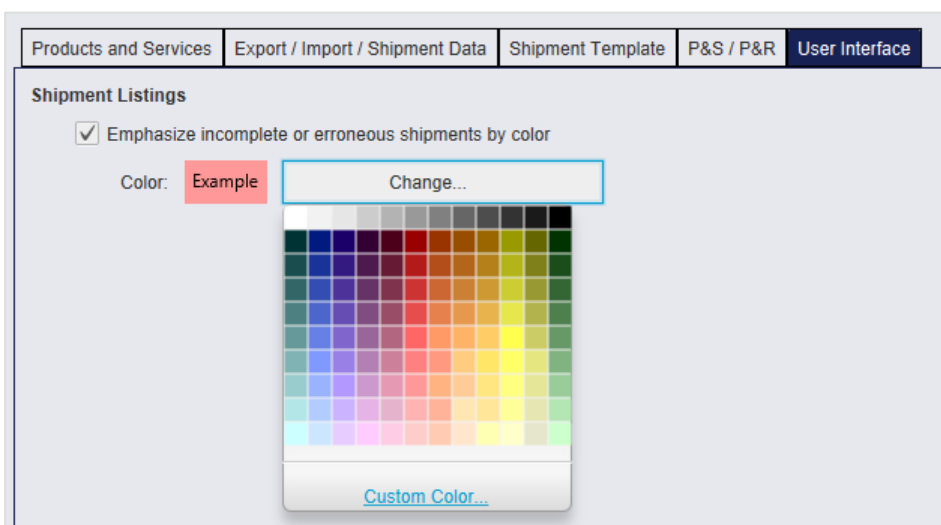 Products and Services Export / Import / Shipment Data Shipment Template P&S / P&R User Interface
Shipment Listings
Emphasize incomplete or erroneous shipments by color
Color: Example Change...
Custom Color...